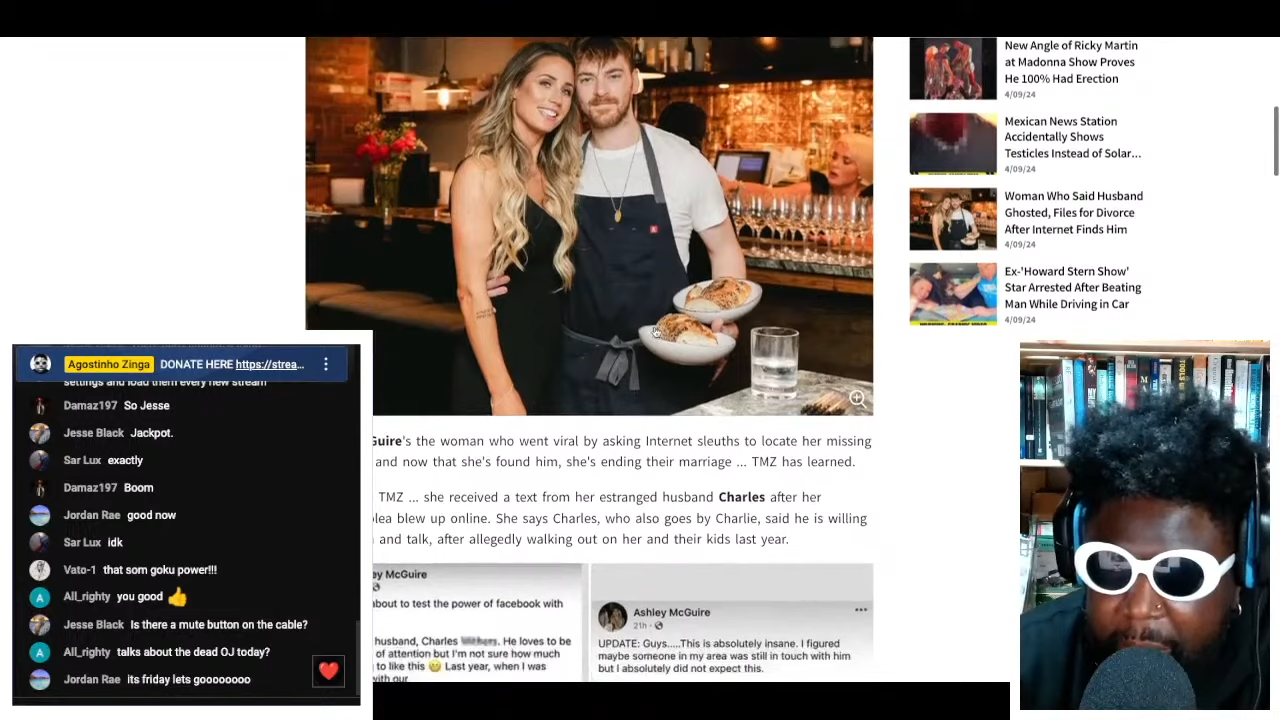 New Angle of Ricky Martin
at Madonna Show Proves
He 100% Had Erection
4/09/24
Mexican News Station
Accidentally Shows
Testicles Instead of Solar...
4/09/24
Woman Who Said Husband
Ghosted, Files for Divorce
After Internet Finds Him
4/09/24
Ex-'Howard Stern Show'
Star Arrested After Beating
Man While Driving in Car
4/09/24
Guire's the woman who went viral by asking Internet sleuths to locate her missing
and now that she's found him, she's ending their marriage ... TMZ has learned.
TMZ ... she received a text from her estranged husband Charles after her
lea blew up online. She says Charles, who also goes by Charlie, said he is willing
and talk, after allegedly walking out on her and their kids last year.
ey McGuire
bout to test the power of facebook with
husband, Charles He loves to be
of attention but I'm not sure how much
to like this 😳 Last year, when I was
with our
Ashley McGuire
21h
UPDATE: Guys.....This is absolutely insane. I figured
maybe someone in my area was still in touch with him
but I absolutely did not expect this.
Agostinho Zinga DONATE HERE https://strea...
settings and load them every new stream
Damaz197 So Jesse
Jesse Black Jackpot.
Sar Lux exactly
Damaz197 Boom
Jordan Rae good now
Sar Lux idk
Vato-1 that som goku power!!!
A All_righty you good 👍
Jesse Black Is there a mute button on the cable?
A All_righty talks about the dead OJ today?
Jordan Rae its friday lets goooooooo